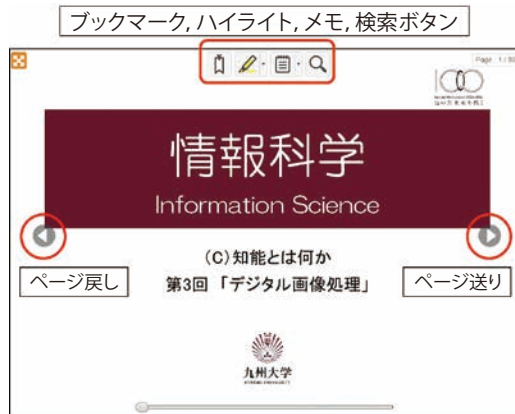 ブックマーク, ハイライト, メモ, 検索ボタン
Page 1 / 
情報科学
Information Science
(C)知能とは何か
ページ戻し
第3回 「デジタル画像処理」
ページ送り
九州大学